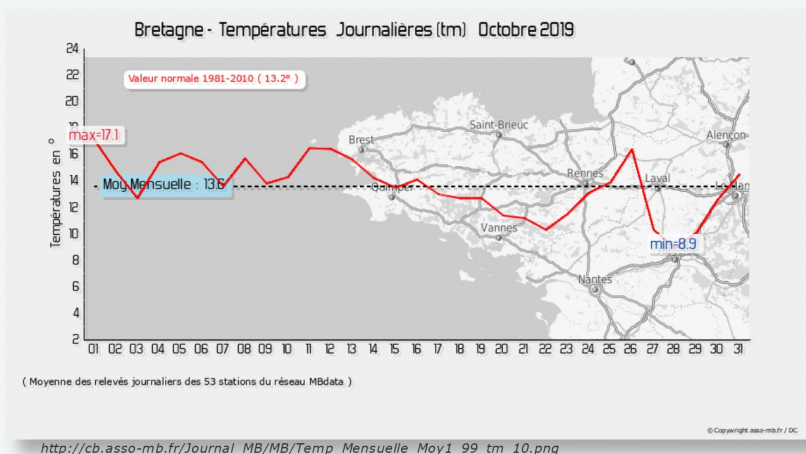 Bretagne - Températures Journalières (tm) Octobre 2019
24
22
Valeur normale 1981-2010 ( 13.2° )
20
max=17.1
16
14
12
10
8
6
4
2
Températures en °
Moy Mensuelle : 13.6
Brest
Saint-Brieuc
Alençon
Quimper
Rennes
Laval
Vannes
min=8.9
Nantes
01 02 03 04 05 06 07 08 09 10 11 12 13 14 15 16 17 18 19 20 21 22 23 24 25 26 27 28 29 30 31
( Moyenne des relevés journaliers des 53 stations du réseau MBdata )
© Copywright asso-mb.fr / DC
http://cb.asso-mb.fr/Journal_MB/MB/Temp_Mensuelle_Moy1_99_tm_10.png